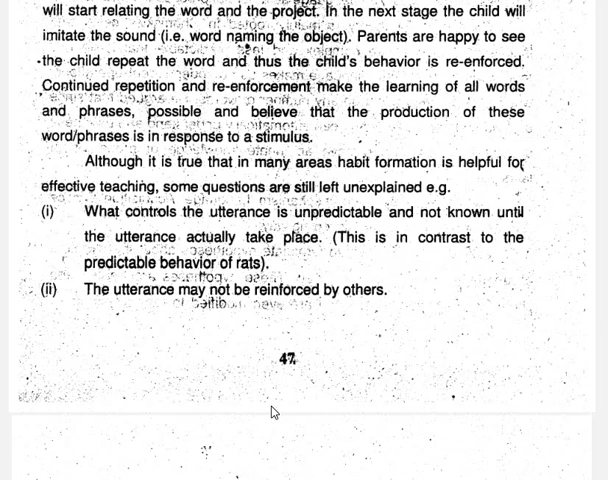 will start relating the word and the project. In the next stage the child will
imitate the sound (i.e. word naming the object). Parents are happy to see
the child repeat the word and thus the child's behavior is re-enforced.
Continued repetition and re-enforcement make the learning of all words
and phrases, possible and believe that the production of these
word/phrases is in response to a stimulus.
Although it is true that in many areas habit formation is helpful for
effective teaching, some questions are still left unexplained e.g.
(i) What controls the utterance is unpredictable and not known until
the utterance actually take place. (This is in contrast to the
predictable behavior of rats).
(ii) The utterance may not be reinforced by others.
47